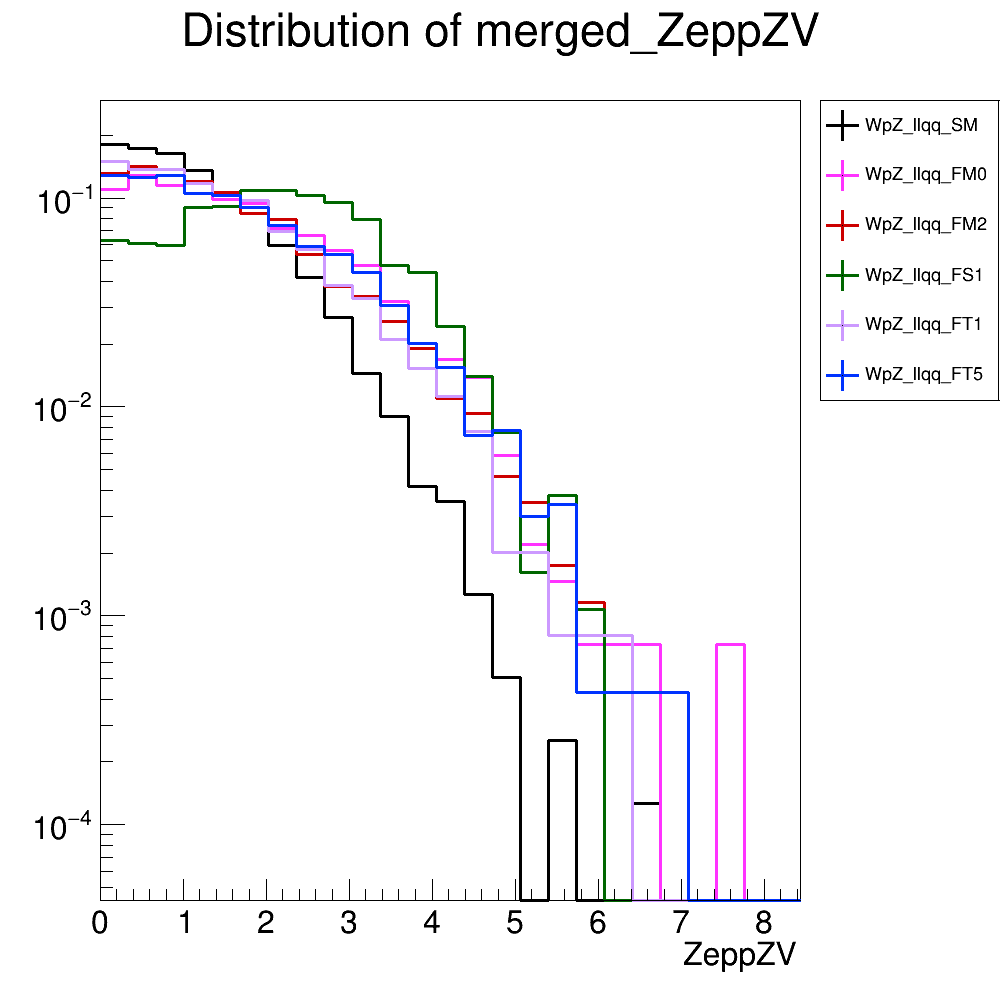 Distribution of merged_ZeppZV
WpZ_llqq_SM
WpZ_llqq_FM0
WpZ_llqq_FM2
WpZ_llqq_FS1
WpZ_llqq_FT1
WpZ_llqq_FT5
10−1
10−2
10−3
10−4
0 1 2 3 4 5 6 7 8
ZeppZV